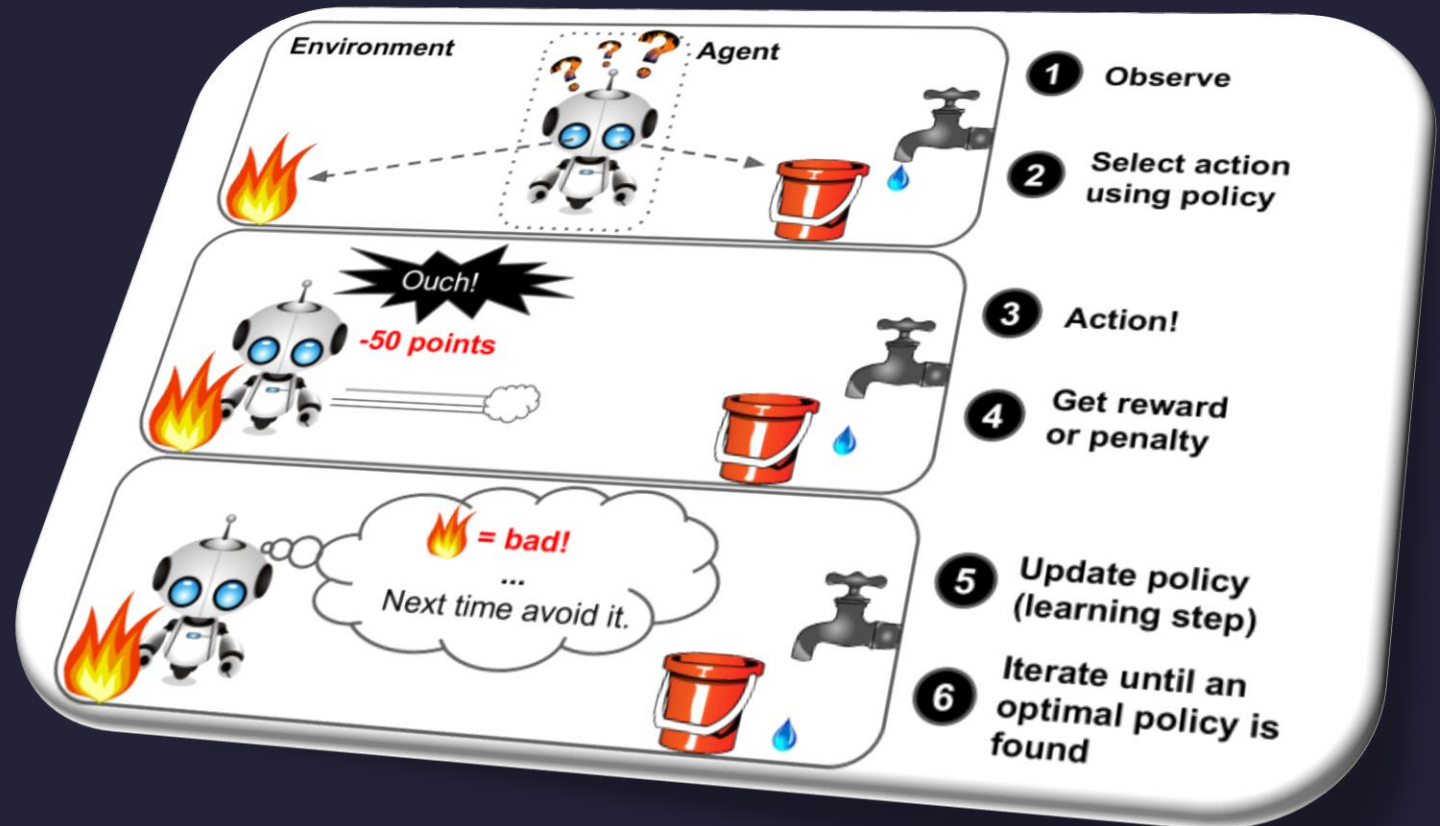 Environment
Agent
? ? ?
1 Observe
2 Select action
using policy
Ouch!
-50 points
3 Action!
4 Get reward
or penalty
= bad!
...
Next time avoid it.
5 Update policy
(learning step)
6 Iterate until an
optimal policy is
found